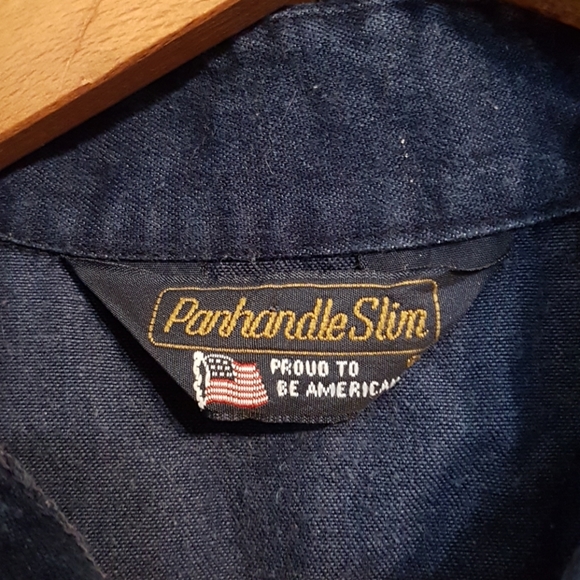 Panhandle Slim
PROUD TO
BE AMERICAN